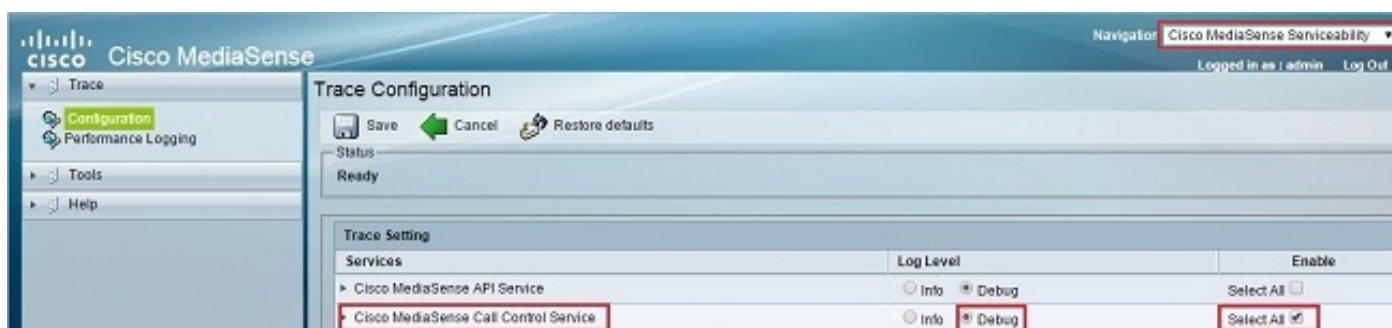 Navigation Cisco MediaSense Serviceability
CISCO Cisco MediaSense
Logged in as : admin Log Out
Trace
Configuration
Performance Logging
Tools
Help
Trace Configuration
Save Cancel Restore defaults
Status
Ready
Trace Setting
Services Log Level Enable
Cisco MediaSense API Service Info Debug Select All
Cisco MediaSense Call Control Service Info Debug Select All